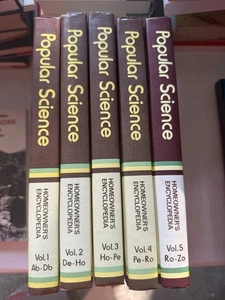 Popular Science
HOMEOWNER'S
ENCYCLOPEDIA
Vol.1
Ab-Db
Popular Science
HOMEOWNER'S
ENCYCLOPEDIA
Vol.2
De-Ho
Popular Science
HOMEOWNER'S
ENCYCLOPEDIA
Vol.3
Ho-Pe
Popular Science
HOMEOWNER'S
ENCYCLOPEDIA
Vol.4
Pe-Ro
Popular Science
HOMEOWNER'S
ENCYCLOPEDIA
Vol.5
Ro-Zo